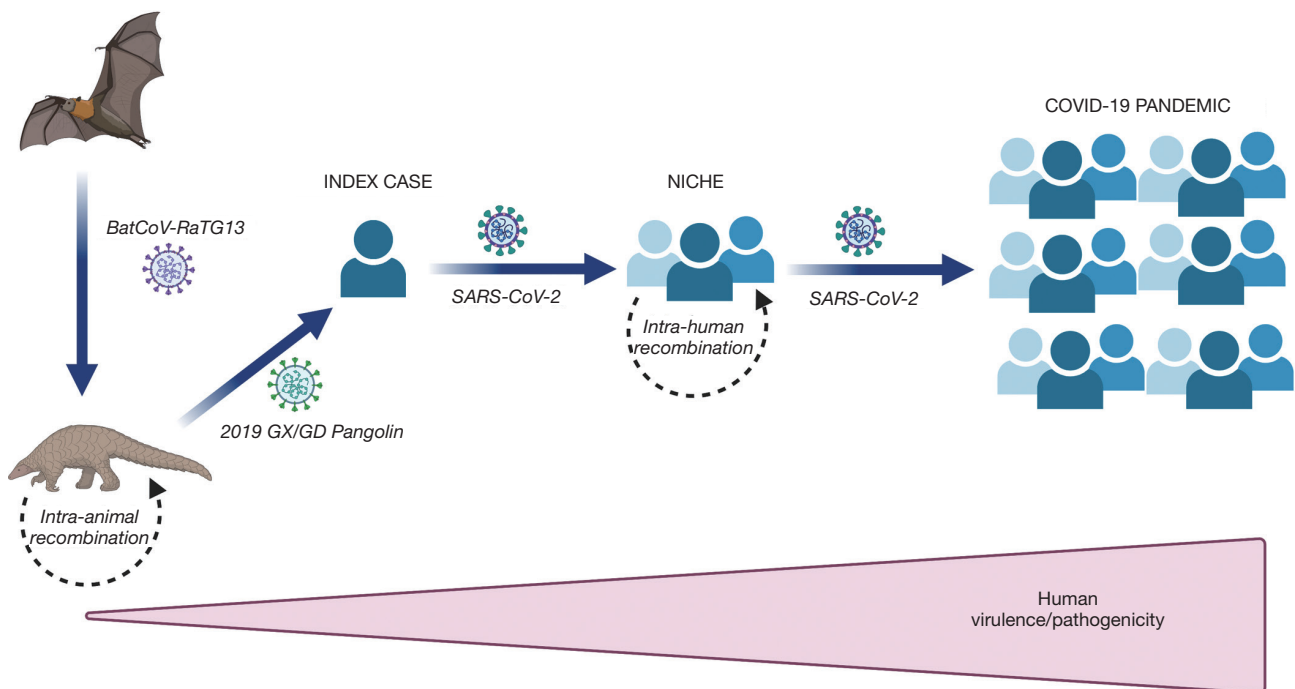 COVID-19 PANDEMIC
INDEX CASE
NICHE
BatCoV-RaTG13
SARS-CoV-2
SARS-CoV-2
Intra-human
recombination
2019 GX/GD Pangolin
Intra-animal
recombination
Human
virulence/pathogenicity